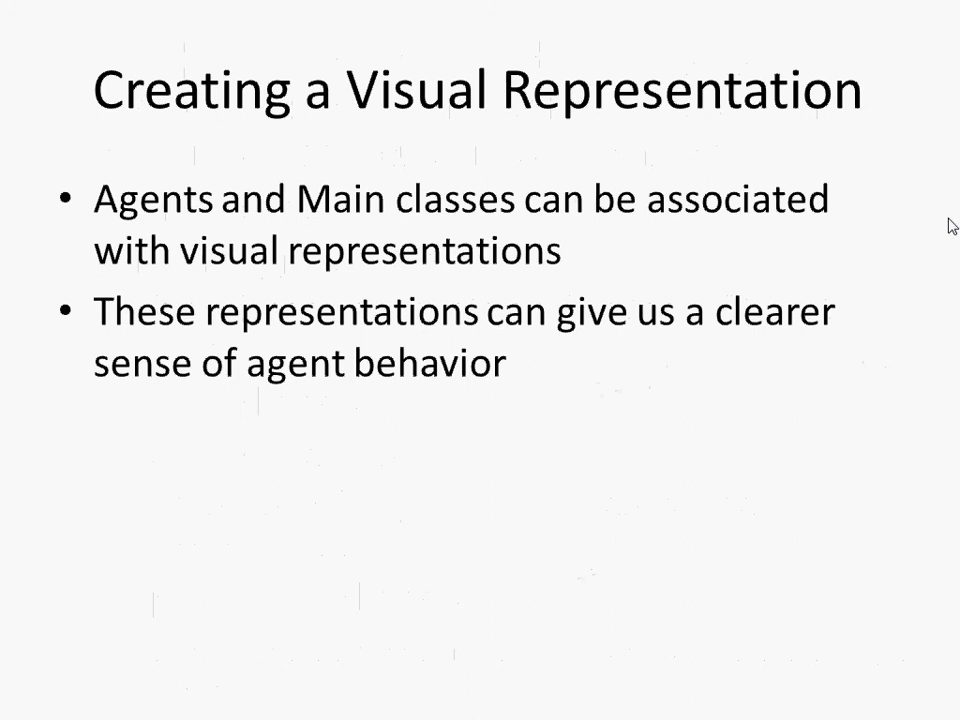 Creating a Visual Representation
• Agents and Main classes can be associated
with visual representations
• These representations can give us a clearer
sense of agent behavior